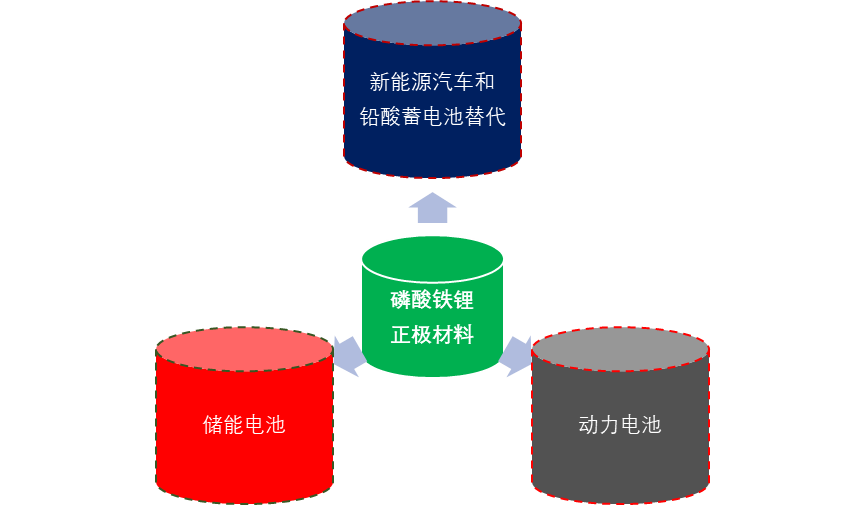 新能源汽车和
铅酸蓄电池替代
磷酸铁锂
正极材料
储能电池
动力电池